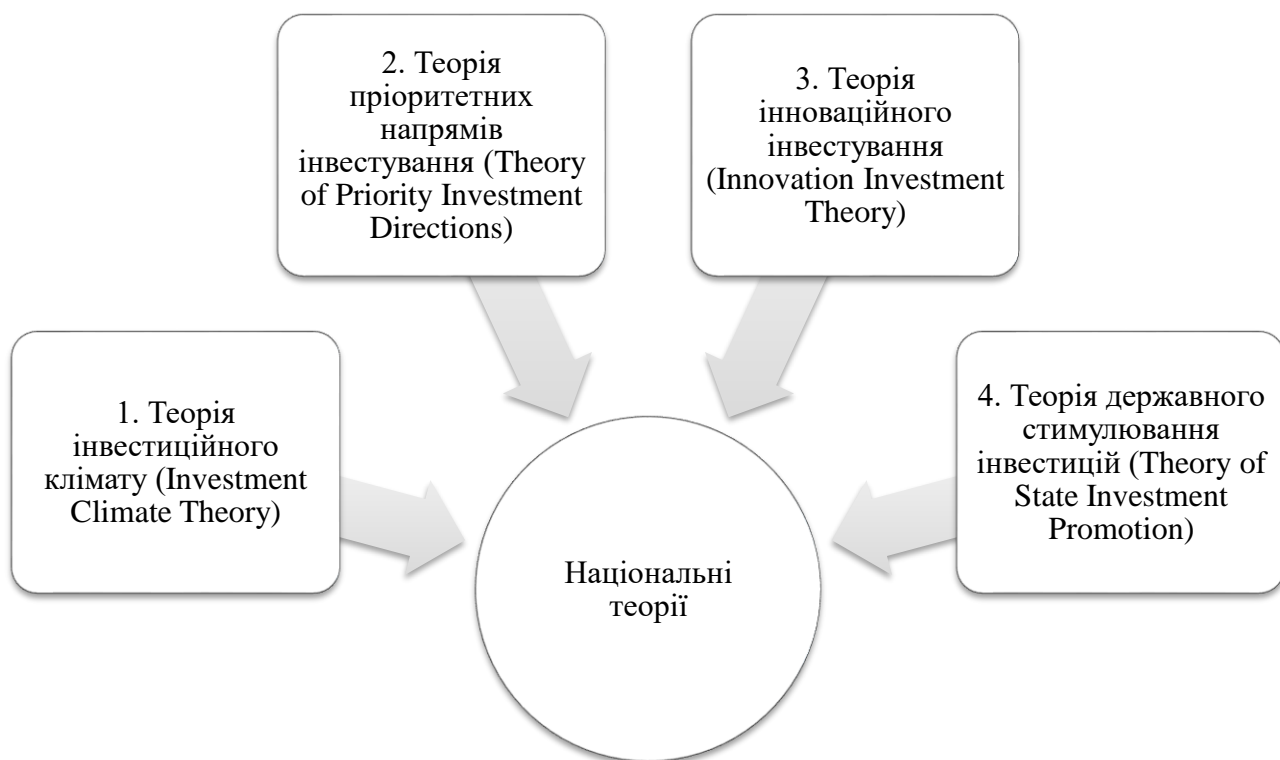 2. Теорія
пріоритетних
напрямів
інвестування (Theory
of Priority Investment
Directions)
3. Теорія
інноваційного
інвестування
(Innovation Investment
Theory)
1. Теорія
інвестиційного
клімату (Investment
Climate Theory)
4. Теорія державного
стимулювання
інвестицій (Theory of
State Investment
Promotion)
Національні
теорії